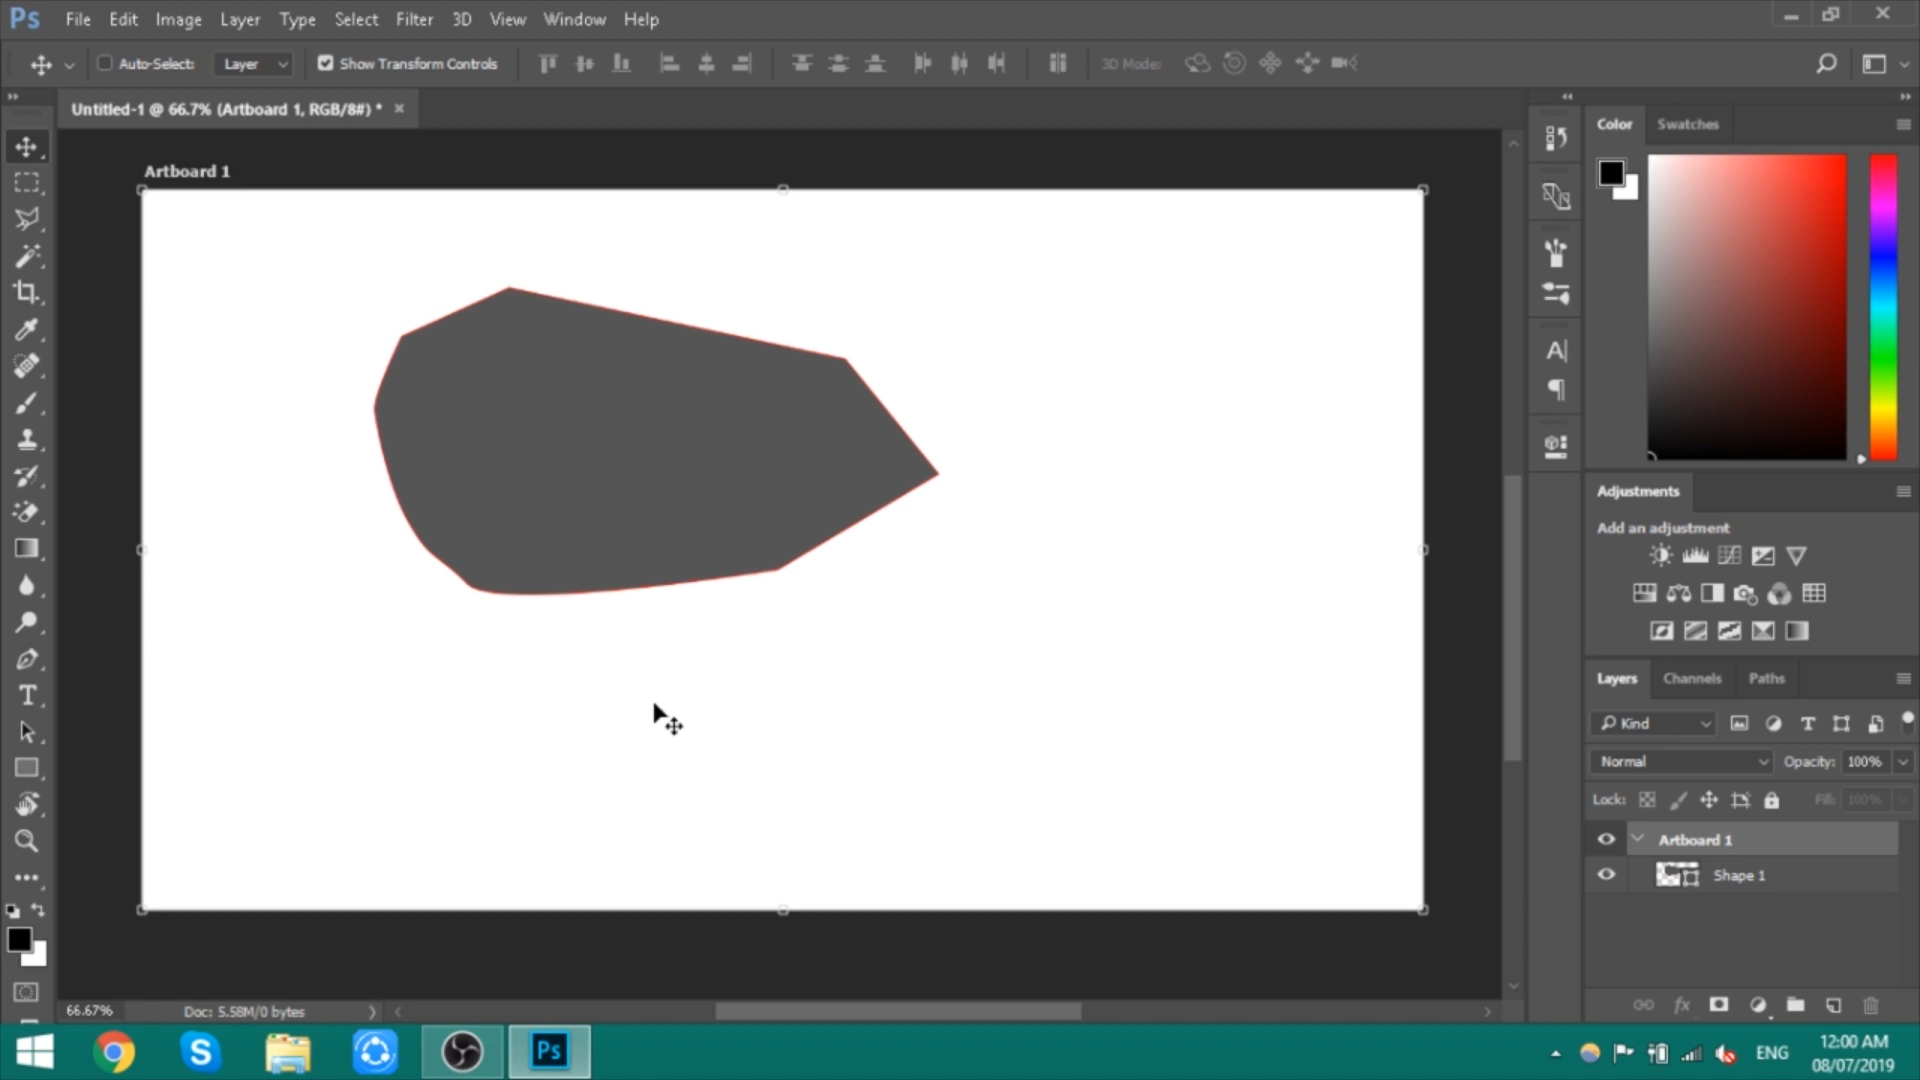 Ps File Edit Image Layer Type Select Filter 3D View Window Help
Auto-Select: Layer Show Transform Controls 3D Mode:
Untitled-1 @ 66.7% (Artboard 1, RGB/8#) *
Color Swatches
Artboard 1
A
Adjustments
Add an adjustment
Layers Channels Paths
T
Kind T
Normal Opacity: 100%
Lock: Fill: 100%
Artboard 1
Shape 1
fx
66.67% Doc: 5.58M/0 bytes
S Ps ENG 12:00 AM
08/07/2019